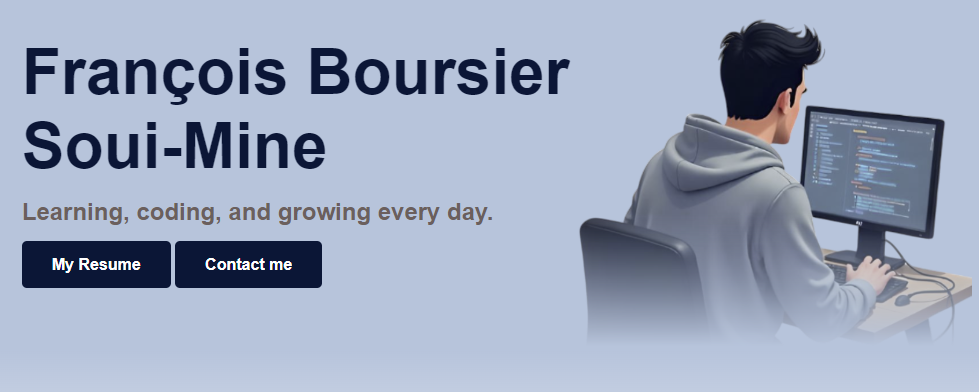 François Boursier
Soui-Mine
Learning, coding, and growing every day.
My Resume
Contact me